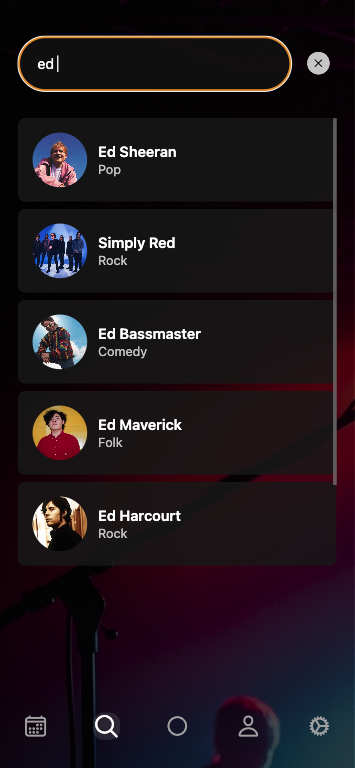 ed
Ed Sheeran
Pop
Simply Red
Rock
Ed Bassmaster
Comedy
Ed Maverick
Folk
Ed Harcourt
Rock